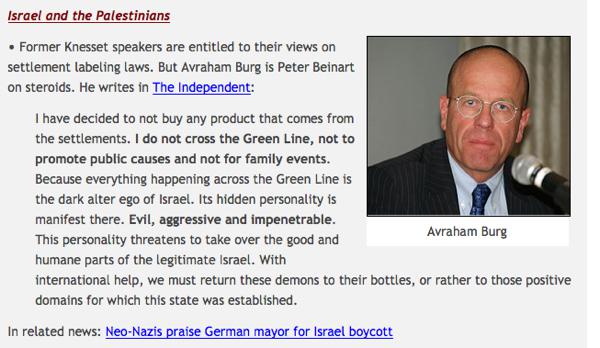 Israel and the Palestinians
• Former Knesset speakers are entitled to their views on
settlement labeling laws. But Avraham Burg is Peter Beinart
on steroids. He writes in The Independent:
I have decided to not buy any product that comes from
the settlements. I do not cross the Green Line, not to
promote public causes and not for family events.
Because everything happening across the Green Line is
the dark alter ego of Israel. Its hidden personality is
manifest there. Evil, aggressive and impenetrable.
This personality threatens to take over the good and
humane parts of the legitimate Israel. With
international help, we must return these demons to their bottles, or rather to those positive
domains for which this state was established.
Avraham Burg
In related news: Neo-Nazis praise German mayor for Israel boycott